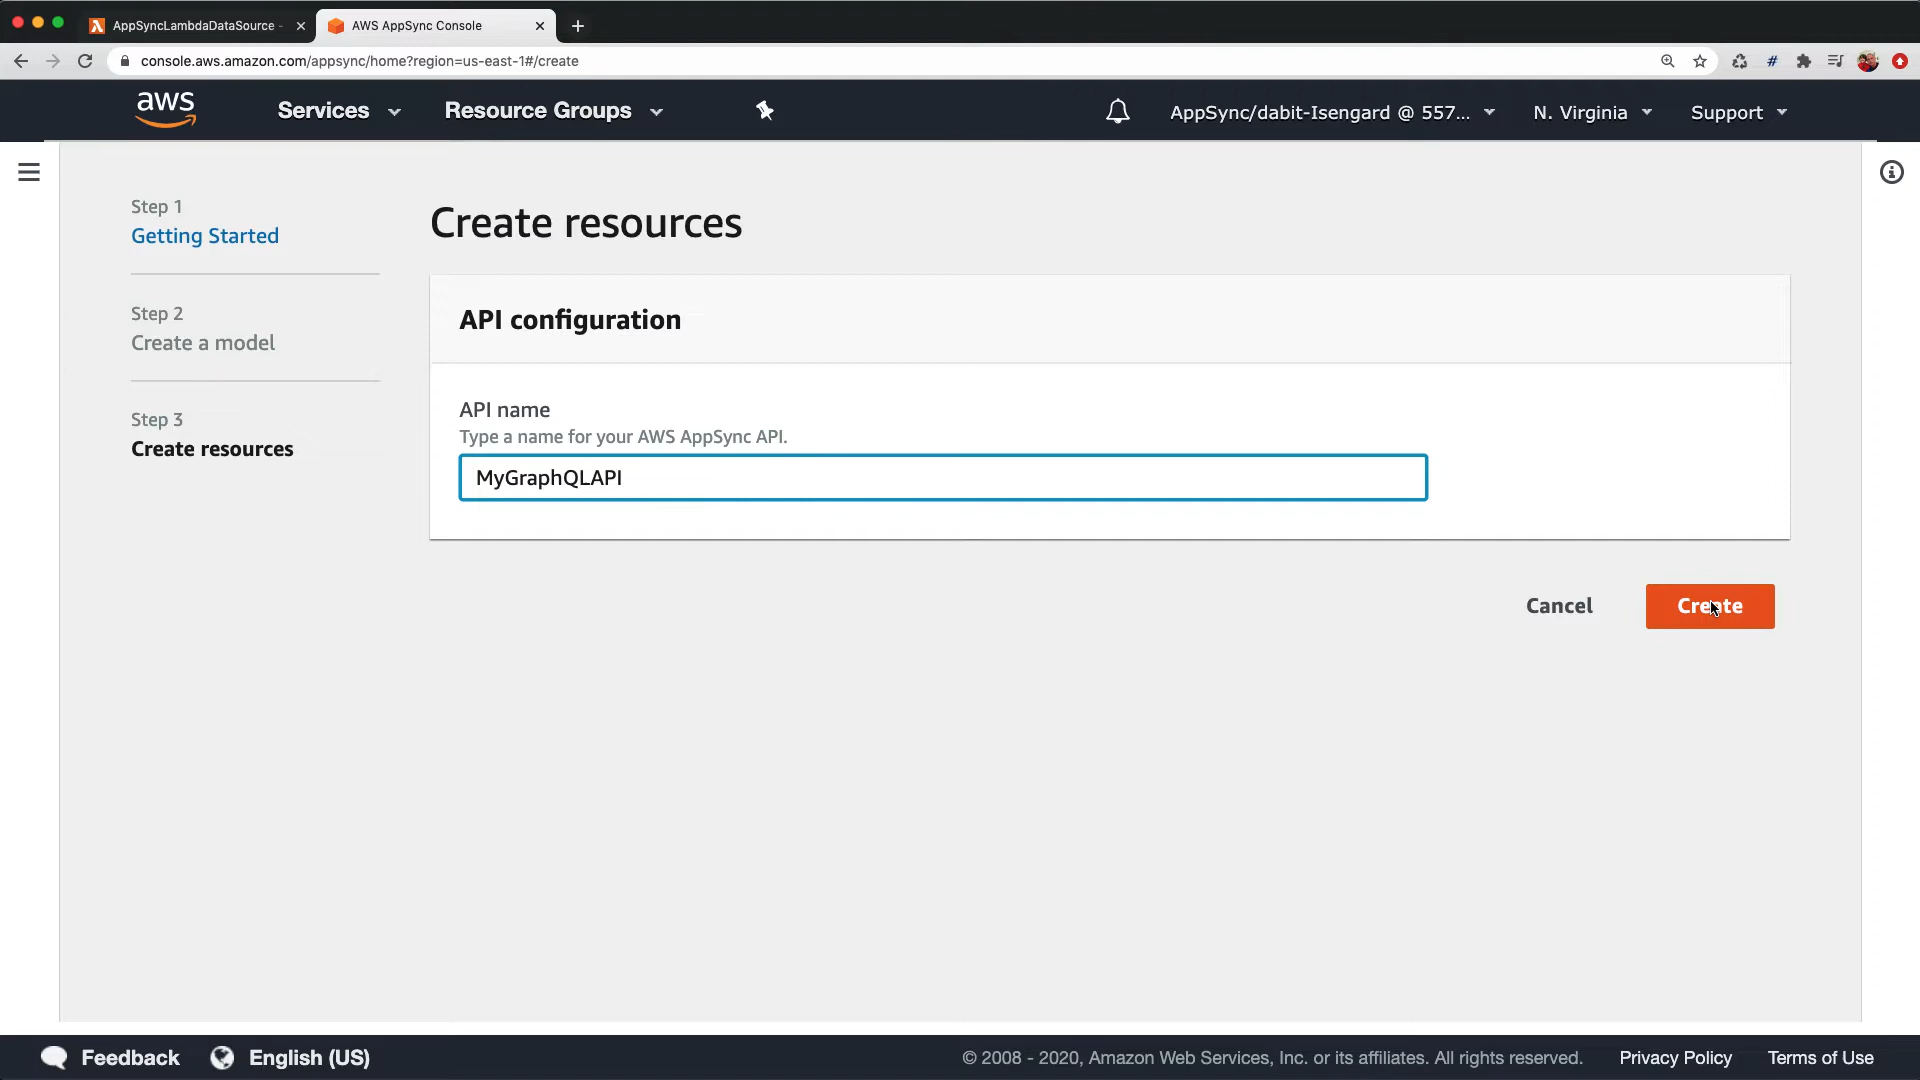 AppSyncLambdaDataSource -
AWS AppSync Console
console.aws.amazon.com/appsync/home?region=us-east-1#/create
aws
Services
Resource Groups
AppSync/dabit-Isengard @ 557...
N. Virginia
Support
Step 1
Getting Started
Step 2
Create a model
Step 3
Create resources
Create resources
API configuration
API name
Type a name for your AWS AppSync API.
MyGraphQLAPI
Cancel
Create
Feedback
English (US)
© 2008 - 2020, Amazon Web Services, Inc. or its affiliates. All rights reserved.
Privacy Policy
Terms of Use